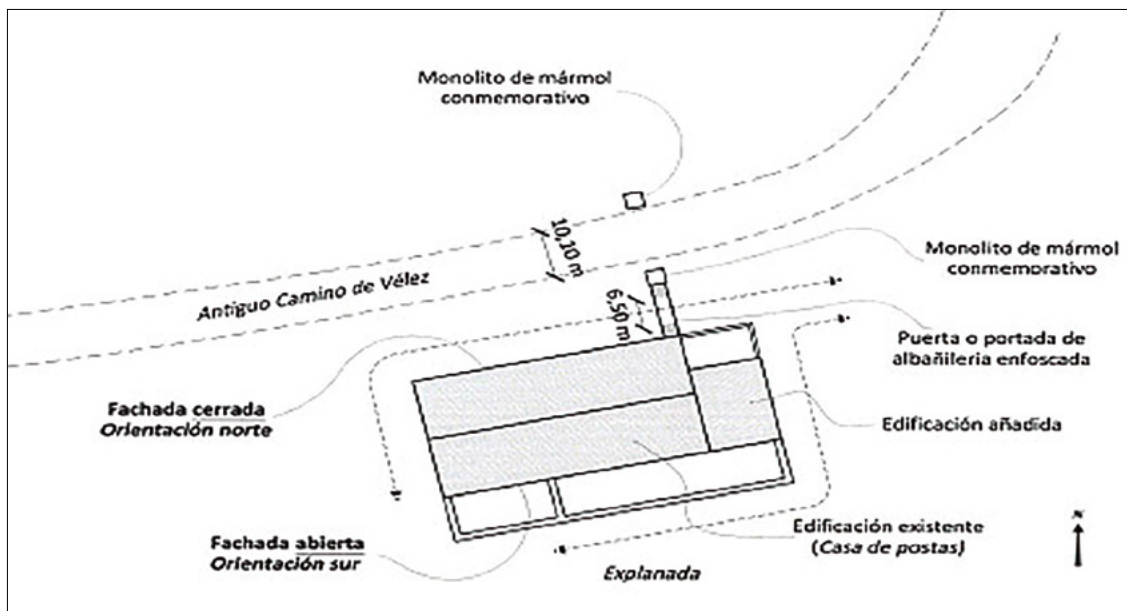 Monolito de mármol
conmemorativo
10,10 m
Antiguo Camino de Vélez
Monolito de mármol
conmemorativo
6,50 m
Puerta o portada de
albañileria enfoscada
Fachada cerrada
Orientación norte
Edificación añadida
Edificación existente
(Casa de postas)
Fachada abierta
Orientación sur
Explanada
N